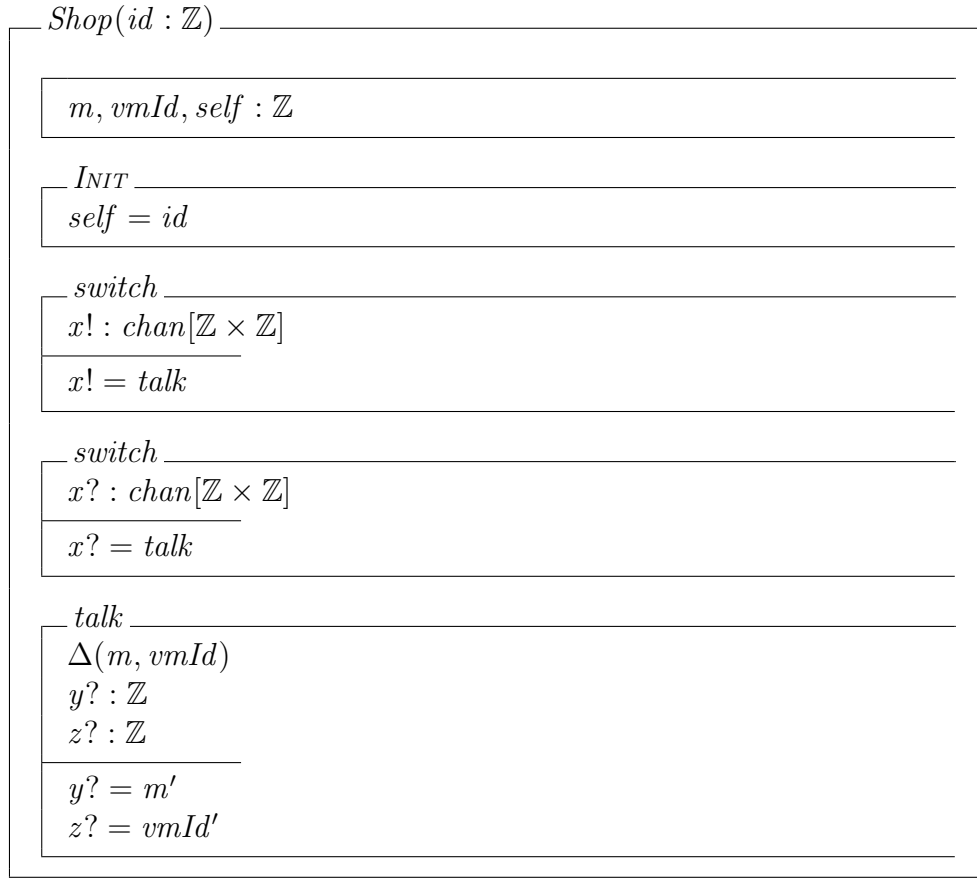 Shop(id : ℤ)
m, vmId, self : ℤ
INIT
self = id
switch
x! : chan[ℤ × ℤ]
x! = talk
switch
x? : chan[ℤ × ℤ]
x? = talk
talk
Δ(m, vmId)
y? : ℤ
z? : ℤ
y? = m′
z? = vmId′